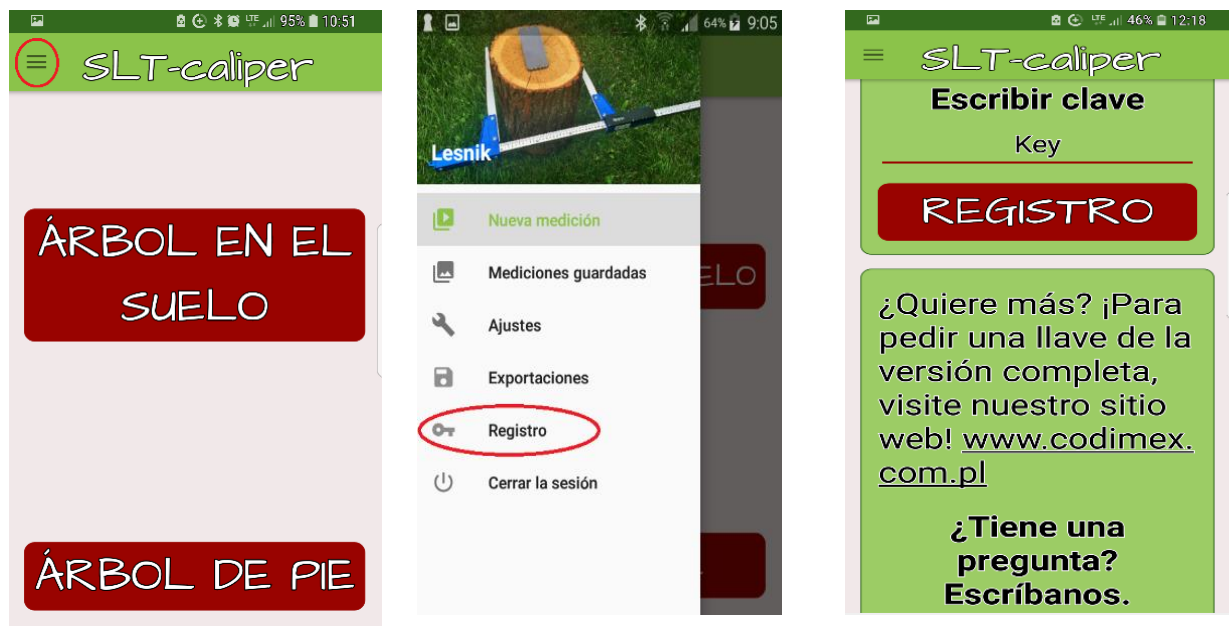 95% 10:51
SLT-caliper
ÁRBOL EN EL
SUELO
ÁRBOL DE PIE
64% 9:05
Lesnik
Nueva medición
Mediciones guardadas
Ajustes
Exportaciones
Registro
Cerrar la sesión
ELO
LTE 46% 12:18
SLT-caliper
Escribir clave
Key
REGISTRO
¿Quiere más? ¡Para
pedir una llave de la
versión completa,
visite nuestro sitio
web! www.codimex.
com.pl
¿Tiene una
pregunta?
Escríbanos.